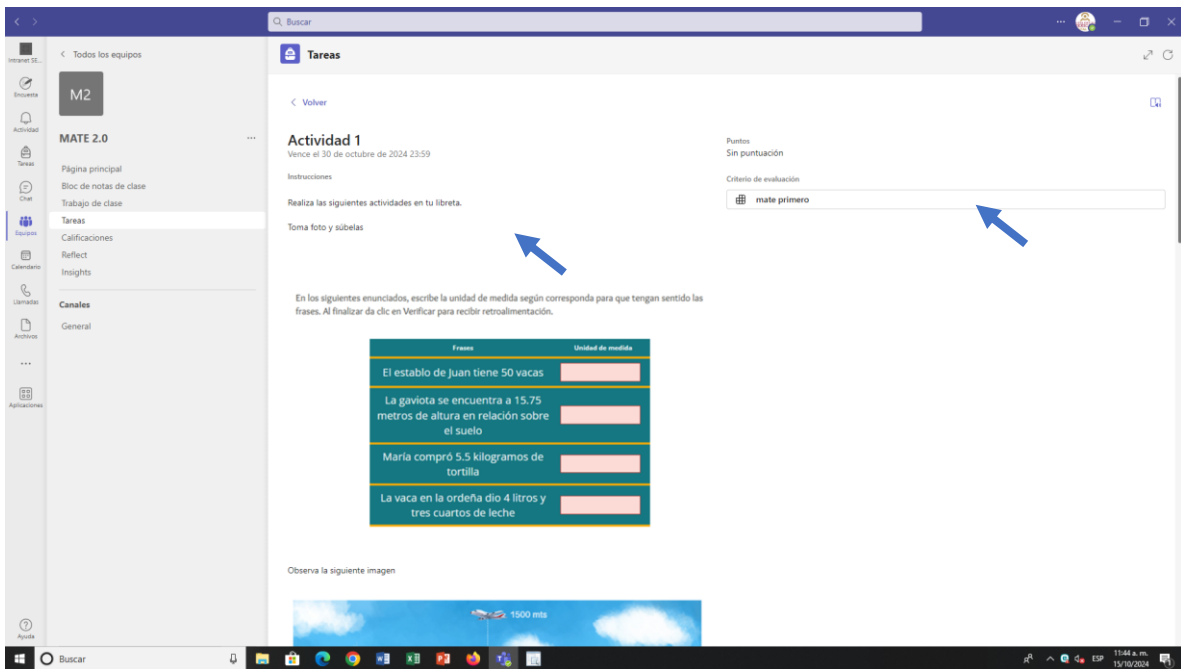 Buscar
Intranet SE...
Encuesta
Actividad
Tareas
Chat
Equipos
Calendario
Llamadas
Archivos
Aplicaciones
Ayuda
Todos los equipos
M2
MATE 2.0
Página principal
Bloc de notas de clase
Trabajo de clase
Tareas
Calificaciones
Reflect
Insights
Canales
General
Tareas
Volver
Actividad 1
Vence el 30 de octubre de 2024 23:59
Instrucciones
Realiza las siguientes actividades en tu libreta.
Toma foto y súbelas
Puntos
Sin puntuación
Criterio de evaluación
mate primero
En los siguientes enunciados, escribe la unidad de medida según corresponda para que tengan sentido las
frases. Al finalizar da clic en Verificar para recibir retroalimentación.
Frases Unidad de medida
El establo de Juan tiene 50 vacas
La gaviota se encuentra a 15.75
metros de altura en relación sobre
el suelo
María compró 5.5 kilogramos de
tortilla
La vaca en la ordeña dio 4 litros y
tres cuartos de leche
Observa la siguiente imagen
1500 mts
Buscar
ESP
11:44 a. m.
15/10/2024